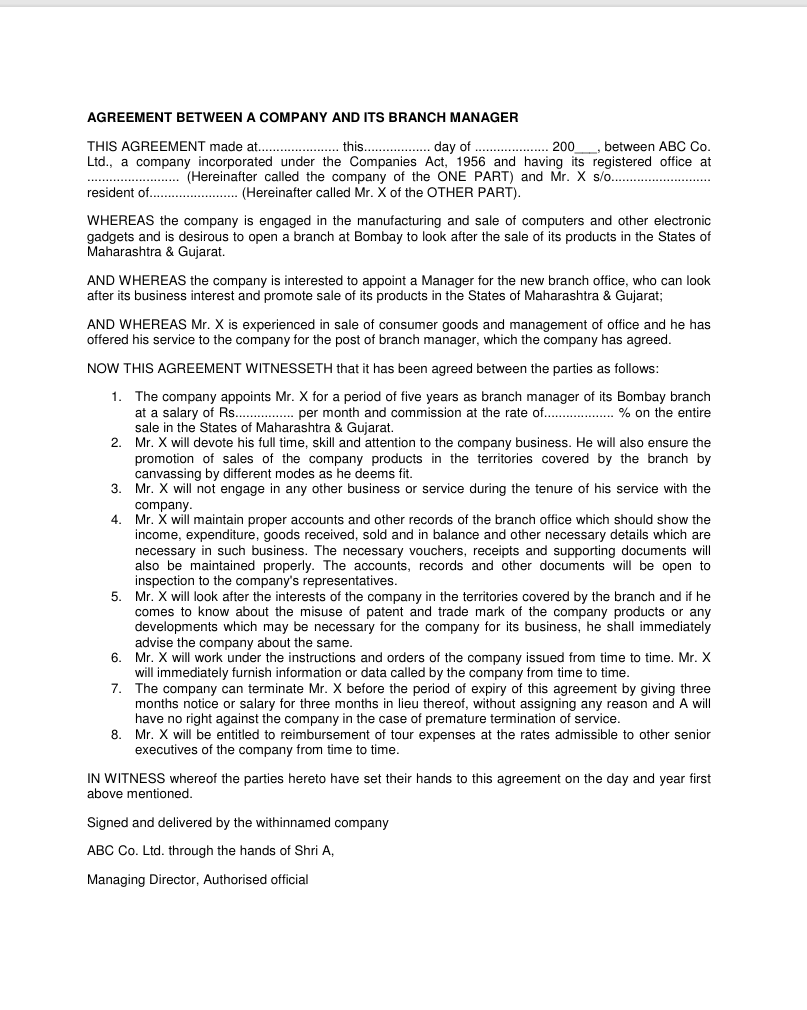 AGREEMENT BETWEEN A COMPANY AND ITS BRANCH MANAGER
THIS AGREEMENT made at...................... this.................. day of .................... 200___, between ABC Co.
Ltd., a company incorporated under the Companies Act, 1956 and having its registered office at
......................... (Hereinafter called the company of the ONE PART) and Mr. X s/o...........................
resident of........................ (Hereinafter called Mr. X of the OTHER PART).
WHEREAS the company is engaged in the manufacturing and sale of computers and other electronic
gadgets and is desirous to open a branch at Bombay to look after the sale of its products in the States of
Maharashtra & Gujarat.
AND WHEREAS the company is interested to appoint a Manager for the new branch office, who can look
after its business interest and promote sale of its products in the States of Maharashtra & Gujarat;
AND WHEREAS Mr. X is experienced in sale of consumer goods and management of office and he has
offered his service to the company for the post of branch manager, which the company has agreed.
NOW THIS AGREEMENT WITNESSETH that it has been agreed between the parties as follows:
1. The company appoints Mr. X for a period of five years as branch manager of its Bombay branch
at a salary of Rs................ per month and commission at the rate of................... % on the entire
sale in the States of Maharashtra & Gujarat.
2. Mr. X will devote his full time, skill and attention to the company business. He will also ensure the
promotion of sales of the company products in the territories covered by the branch by
canvassing by different modes as he deems fit.
3. Mr. X will not engage in any other business or service during the tenure of his service with the
company.
4. Mr. X will maintain proper accounts and other records of the branch office which should show the
income, expenditure, goods received, sold and in balance and other necessary details which are
necessary in such business. The necessary vouchers, receipts and supporting documents will
also be maintained properly. The accounts, records and other documents will be open to
inspection to the company's representatives.
5. Mr. X will look after the interests of the company in the territories covered by the branch and if he
comes to know about the misuse of patent and trade mark of the company products or any
developments which may be necessary for the company for its business, he shall immediately
advise the company about the same.
6. Mr. X will work under the instructions and orders of the company issued from time to time. Mr. X
will immediately furnish information or data called by the company from time to time.
7. The company can terminate Mr. X before the period of expiry of this agreement by giving three
months notice or salary for three months in lieu thereof, without assigning any reason and A will
have no right against the company in the case of premature termination of service.
8. Mr. X will be entitled to reimbursement of tour expenses at the rates admissible to other senior
executives of the company from time to time.
IN WITNESS whereof the parties hereto have set their hands to this agreement on the day and year first
above mentioned.
Signed and delivered by the withinnamed company
ABC Co. Ltd. through the hands of Shri A,
Managing Director, Authorised official